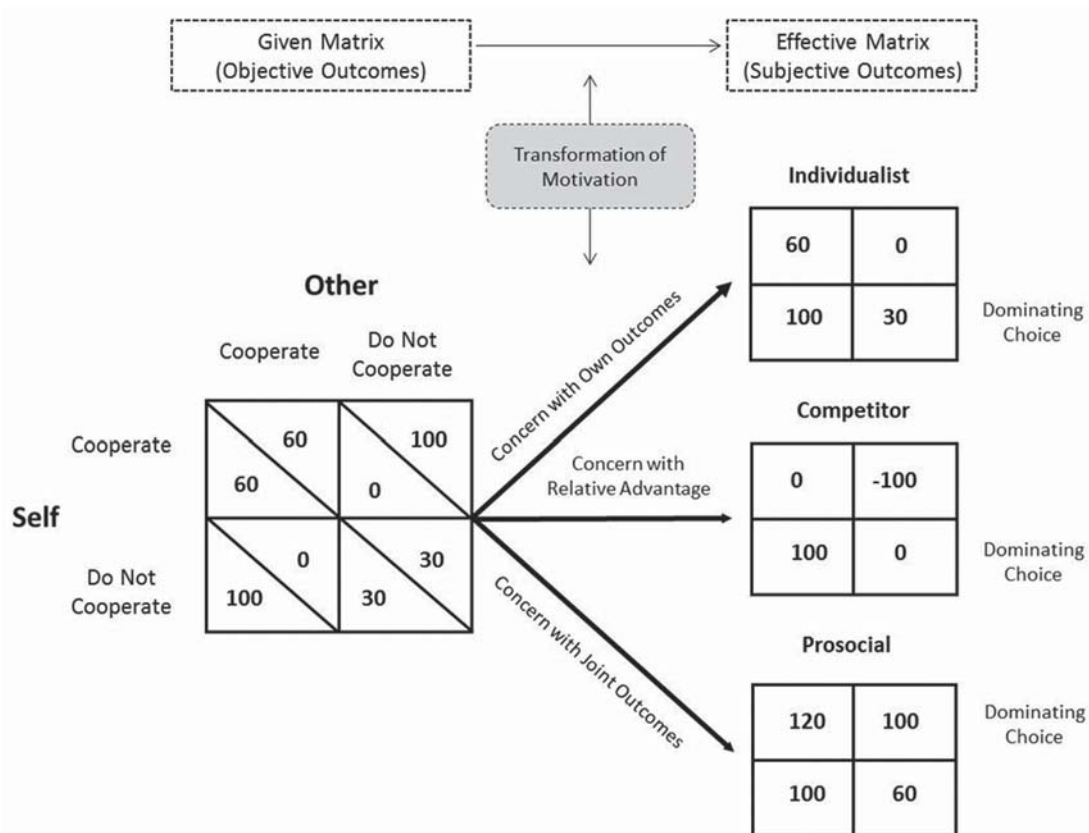 Given Matrix
(Objective Outcomes)
Effective Matrix
(Subjective Outcomes)
Transformation of
Motivation
Individualist
60 0
100 30
Dominating
Choice
Other
Cooperate
Do Not
Cooperate
Self
Cooperate
60 100
60 0
Do Not
Cooperate
0 30
100 30
Concern with Own Outcomes
Concern with
Relative Advantage
Concern with Joint Outcomes
Competitor
0 -100
100 0
Dominating
Choice
Prosocial
120 100
100 60
Dominating
Choice